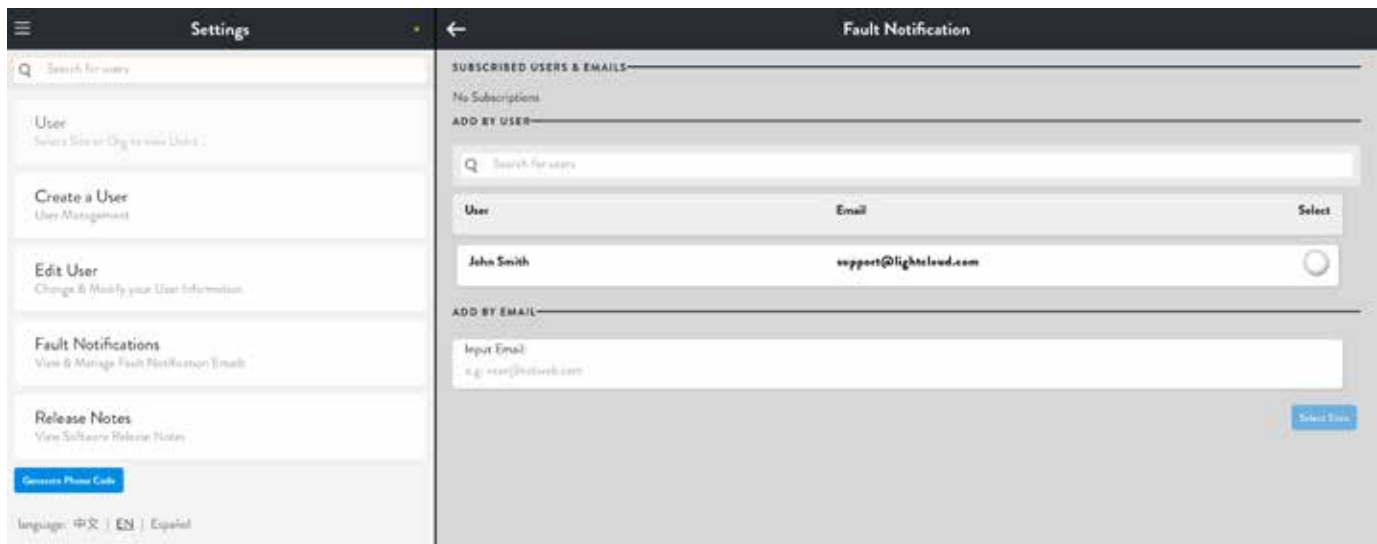 Settings
Search for users
User
Select Site or Org to view Users
Create a User
User Management
Edit User
Change & Modify your User Information
Fault Notifications
View & Manage Fault Notification Emails
Release Notes
View Software Release Notes
Generate Phone Code
language: 中文 | EN | Español
Fault Notification
SUBSCRIBED USERS & EMAILS
No Subscriptions
ADD BY USER
Search for users
User Email Select
John Smith support@lightcloud.com
ADD BY EMAIL
Input Email:
e.g:
Select Sites